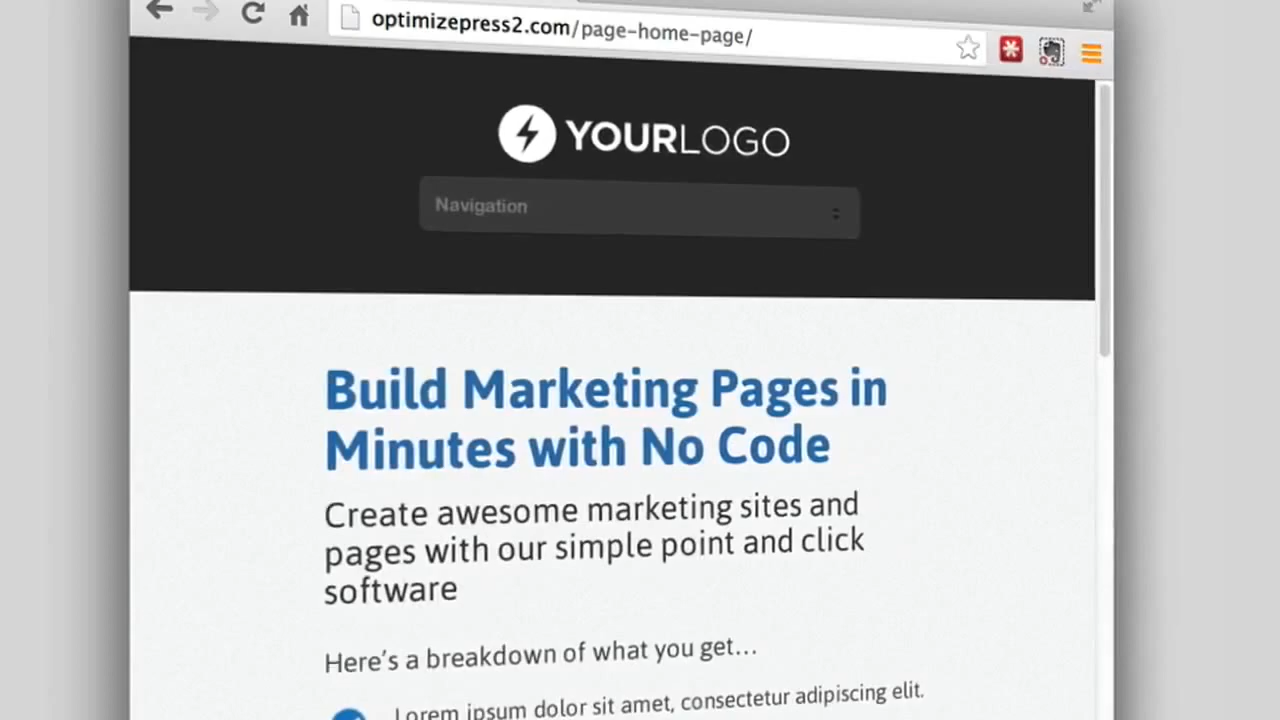 optimizepress2.com/page-home-page/
YOURLOGO
Navigation
Build Marketing Pages in
Minutes with No Code
Create awesome marketing sites and
pages with our simple point and click
software
Here's a breakdown of what you get...
Lorem ipsum dolor sit amet, consectetur adipiscing elit.